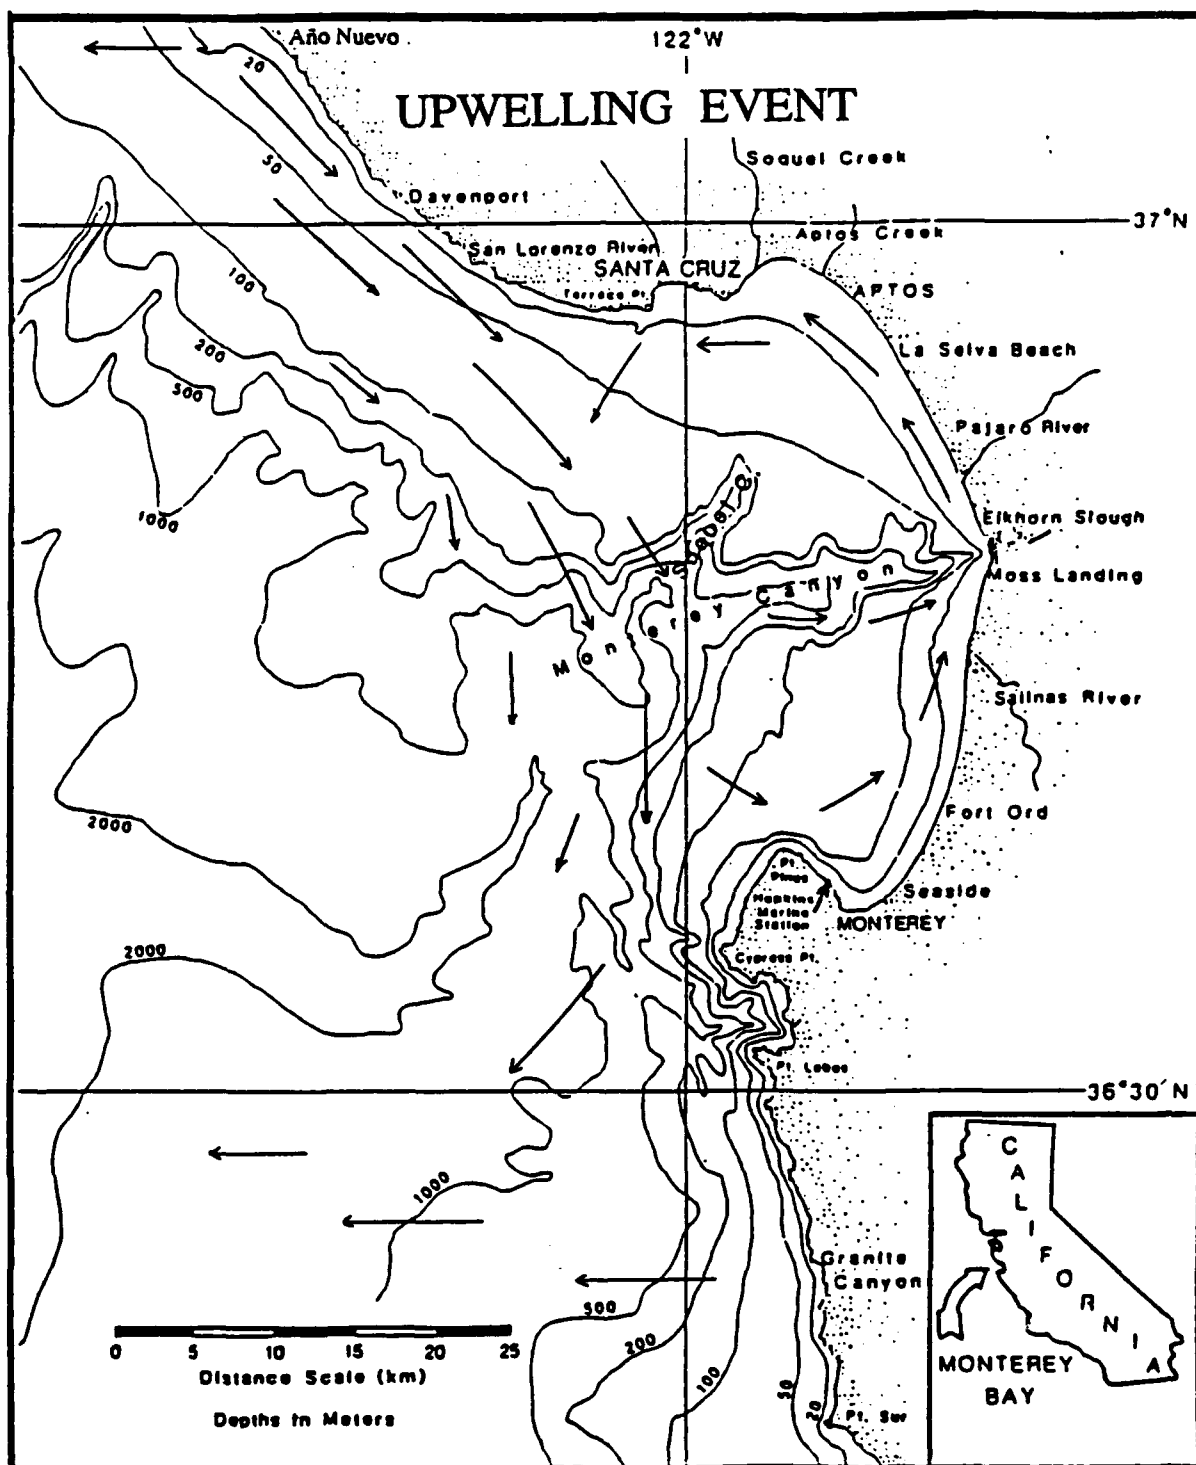 Año Nuevo
122°W
UPWELLING EVENT
20
50
Soquel Creek
Davenport
37°N
San Lorenzo River
Aptos Creek
SANTA CRUZ
Terrace Pt.
APTOS
100
200
La Selva Beach
500
Pajaro River
1000
Soquel C.
Elkhorn Slough
Moss Landing
Monterey Canyon
Salinas River
2000
Fort Ord
Pt. Pinos
Seaside
Hopkins
Marine
Station
MONTEREY
2000
Cypress Pt.
Pt. Lobos
36°30'N
1000
Granite
Canyon
500
200
100
50
20
Pt. Sur
0 5 10 15 20 25
Distance Scale (km)
Depths in Meters
CALIFORNIA
MONTEREY
BAY